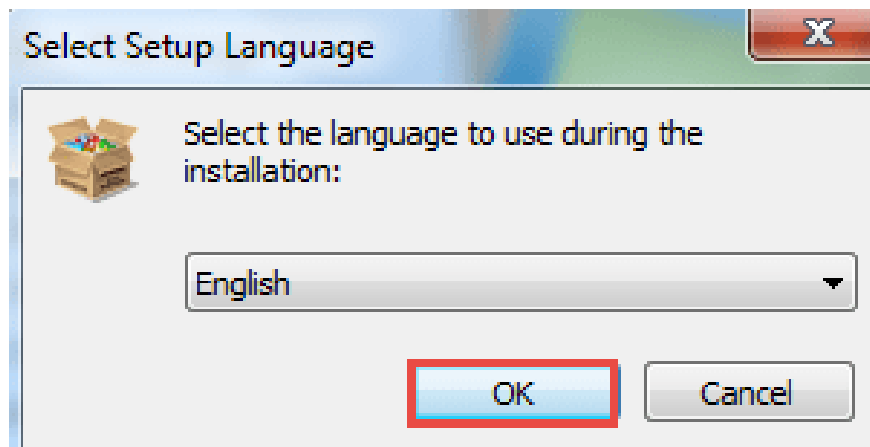 Select Setup Language
Select the language to use during the
installation:
English
OK
Cancel